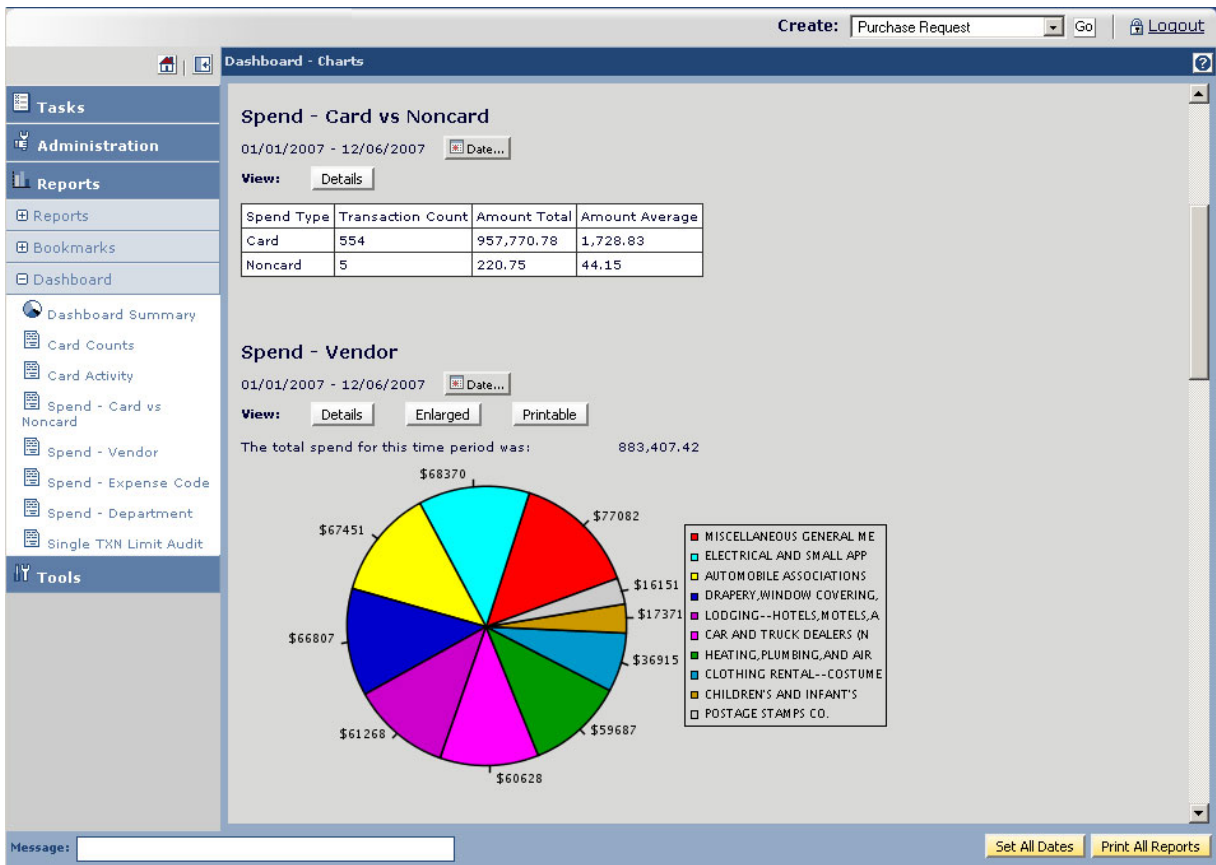 Create: Purchase Request Go Logout
Dashboard - Charts
Tasks
Administration
Reports
Reports
Bookmarks
Dashboard
Dashboard Summary
Card Counts
Card Activity
Spend - Card vs
Noncard
Spend - Vendor
Spend - Expense Code
Spend - Department
Single TXN Limit Audit
Tools
Spend - Card vs Noncard
01/01/2007 - 12/06/2007 Date...
View: Details
Spend Type Transaction Count Amount Total Amount Average
Card 554 957,770.78 1,728.83
Noncard 5 220.75 44.15
Spend - Vendor
01/01/2007 - 12/06/2007 Date...
View: Details Enlarged Printable
The total spend for this time period was: 883,407.42
$68370
$77082
$67451
$16151
$17371
$66807
$36915
$61268
$59687
$60628
MISCELLANEOUS GENERAL ME
ELECTRICAL AND SMALL APP
AUTOMOBILE ASSOCIATIONS
DRAPERY,WINDOW COVERING,
LODGING--HOTELS,MOTELS,A
CAR AND TRUCK DEALERS (N
HEATING,PLUMBING,AND AIR
CLOTHING RENTAL--COSTUME
CHILDREN'S AND INFANT'S
POSTAGE STAMPS CO.
Message: Set All Dates Print All Reports